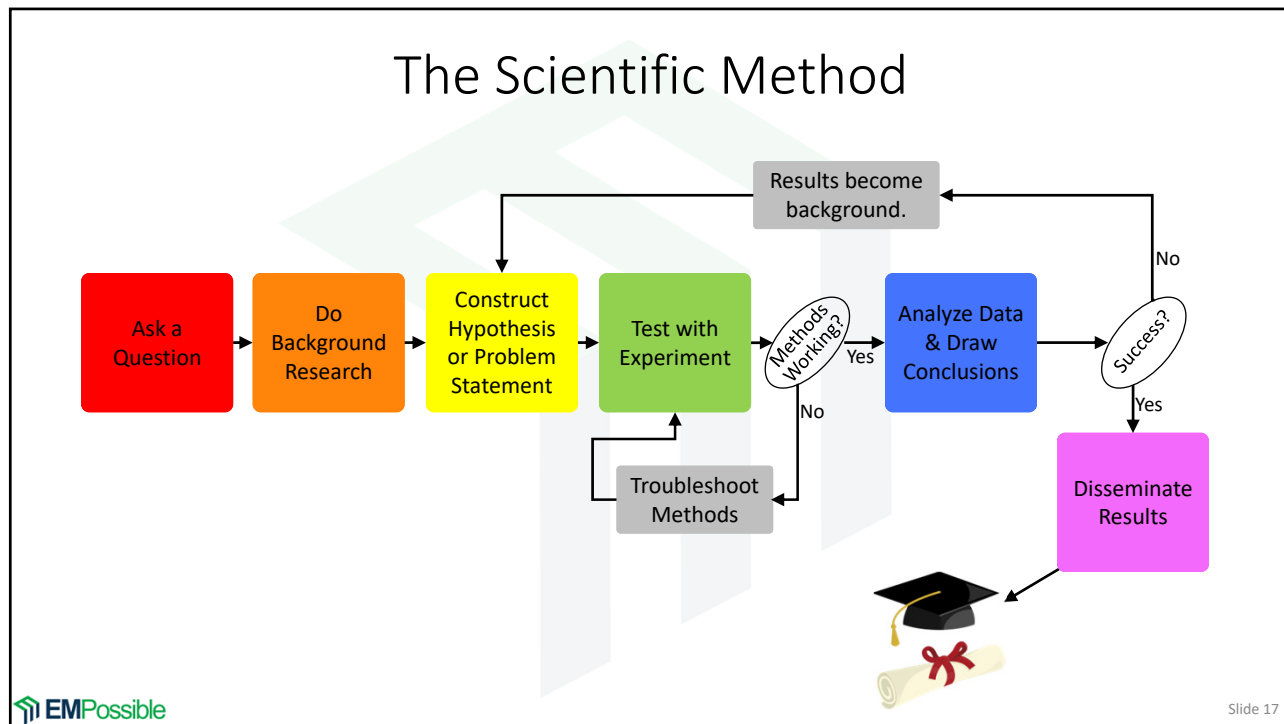 The Scientific Method
Results become
background.
No
Ask a
Question
Do
Background
Research
Construct
Hypothesis
or Problem
Statement
Test with
Experiment
Methods
Working?
Yes
No
Analyze Data
& Draw
Conclusions
Success?
Yes
Troubleshoot
Methods
Disseminate
Results
EMPossible
Slide 17